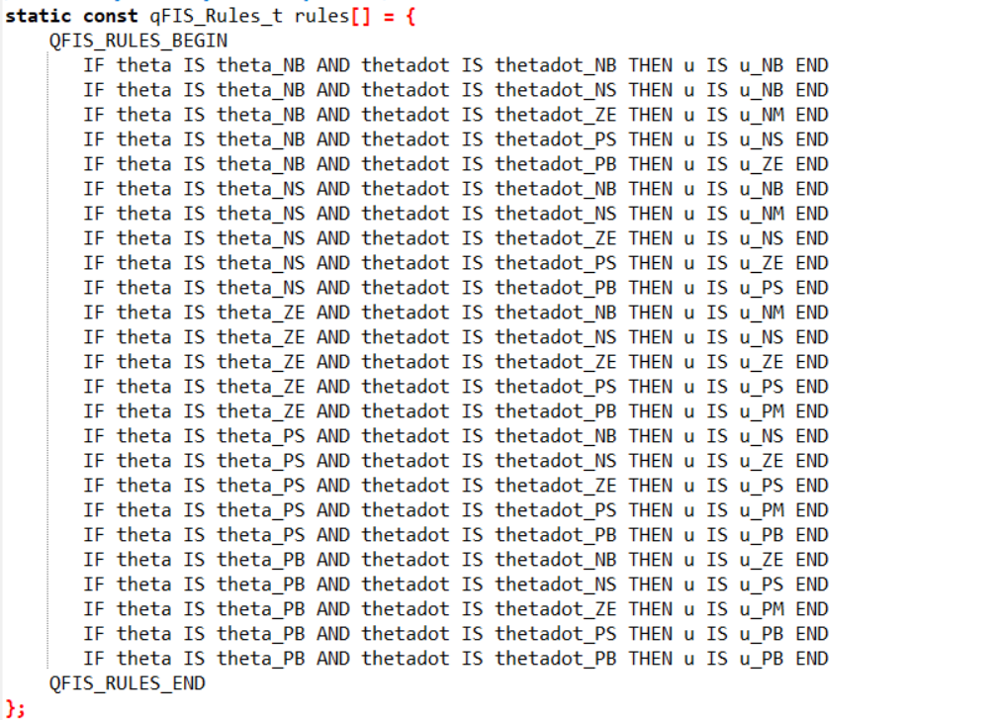 static const qFIS_Rules_t rules[] = {
QFIS_RULES_BEGIN
IF theta IS theta_NB AND thetadot IS thetadot_NB THEN u IS u_NB END
IF theta IS theta_NB AND thetadot IS thetadot_NS THEN u IS u_NB END
IF theta IS theta_NB AND thetadot IS thetadot_ZE THEN u IS u_NM END
IF theta IS theta_NB AND thetadot IS thetadot_PS THEN u IS u_NS END
IF theta IS theta_NB AND thetadot IS thetadot_PB THEN u IS u_ZE END
IF theta IS theta_NS AND thetadot IS thetadot_NB THEN u IS u_NB END
IF theta IS theta_NS AND thetadot IS thetadot_NS THEN u IS u_NM END
IF theta IS theta_NS AND thetadot IS thetadot_ZE THEN u IS u_NS END
IF theta IS theta_NS AND thetadot IS thetadot_PS THEN u IS u_ZE END
IF theta IS theta_NS AND thetadot IS thetadot_PB THEN u IS u_PS END
IF theta IS theta_ZE AND thetadot IS thetadot_NB THEN u IS u_NM END
IF theta IS theta_ZE AND thetadot IS thetadot_NS THEN u IS u_NS END
IF theta IS theta_ZE AND thetadot IS thetadot_ZE THEN u IS u_ZE END
IF theta IS theta_ZE AND thetadot IS thetadot_PS THEN u IS u_PS END
IF theta IS theta_ZE AND thetadot IS thetadot_PB THEN u IS u_PM END
IF theta IS theta_PS AND thetadot IS thetadot_NB THEN u IS u_NS END
IF theta IS theta_PS AND thetadot IS thetadot_NS THEN u IS u_ZE END
IF theta IS theta_PS AND thetadot IS thetadot_ZE THEN u IS u_PS END
IF theta IS theta_PS AND thetadot IS thetadot_PS THEN u IS u_PM END
IF theta IS theta_PS AND thetadot IS thetadot_PB THEN u IS u_PB END
IF theta IS theta_PB AND thetadot IS thetadot_NB THEN u IS u_ZE END
IF theta IS theta_PB AND thetadot IS thetadot_NS THEN u IS u_PS END
IF theta IS theta_PB AND thetadot IS thetadot_ZE THEN u IS u_PM END
IF theta IS theta_PB AND thetadot IS thetadot_PS THEN u IS u_PB END
IF theta IS theta_PB AND thetadot IS thetadot_PB THEN u IS u_PB END
QFIS_RULES_END
};